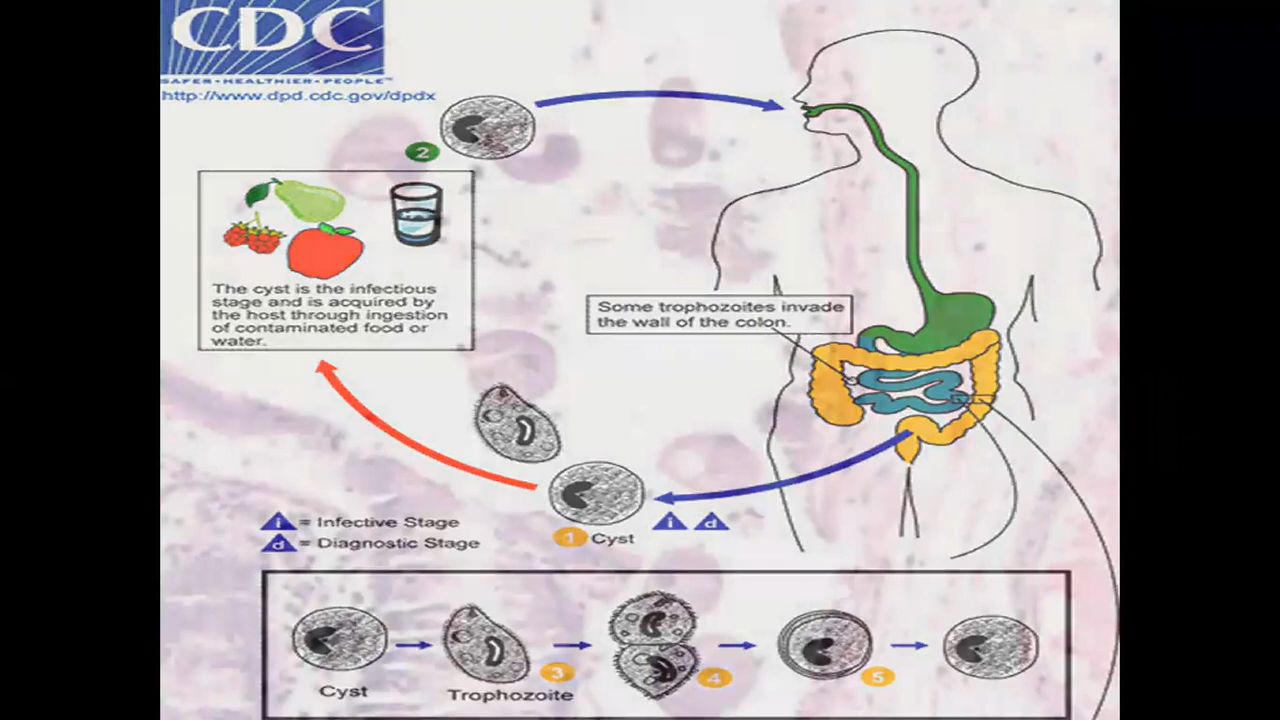 CDC
SAFER • HEALTHIER • PEOPLE™
http://www.dpd.cdc.gov/dpdx
2
The cyst is the infectious
stage and is acquired by
the host through ingestion
of contaminated food or
water.
Some trophozoites invade
the wall of the colon.
i = Infective Stage
d = Diagnostic Stage
1 Cyst
i d
3
4
5
Cyst
Trophozoite